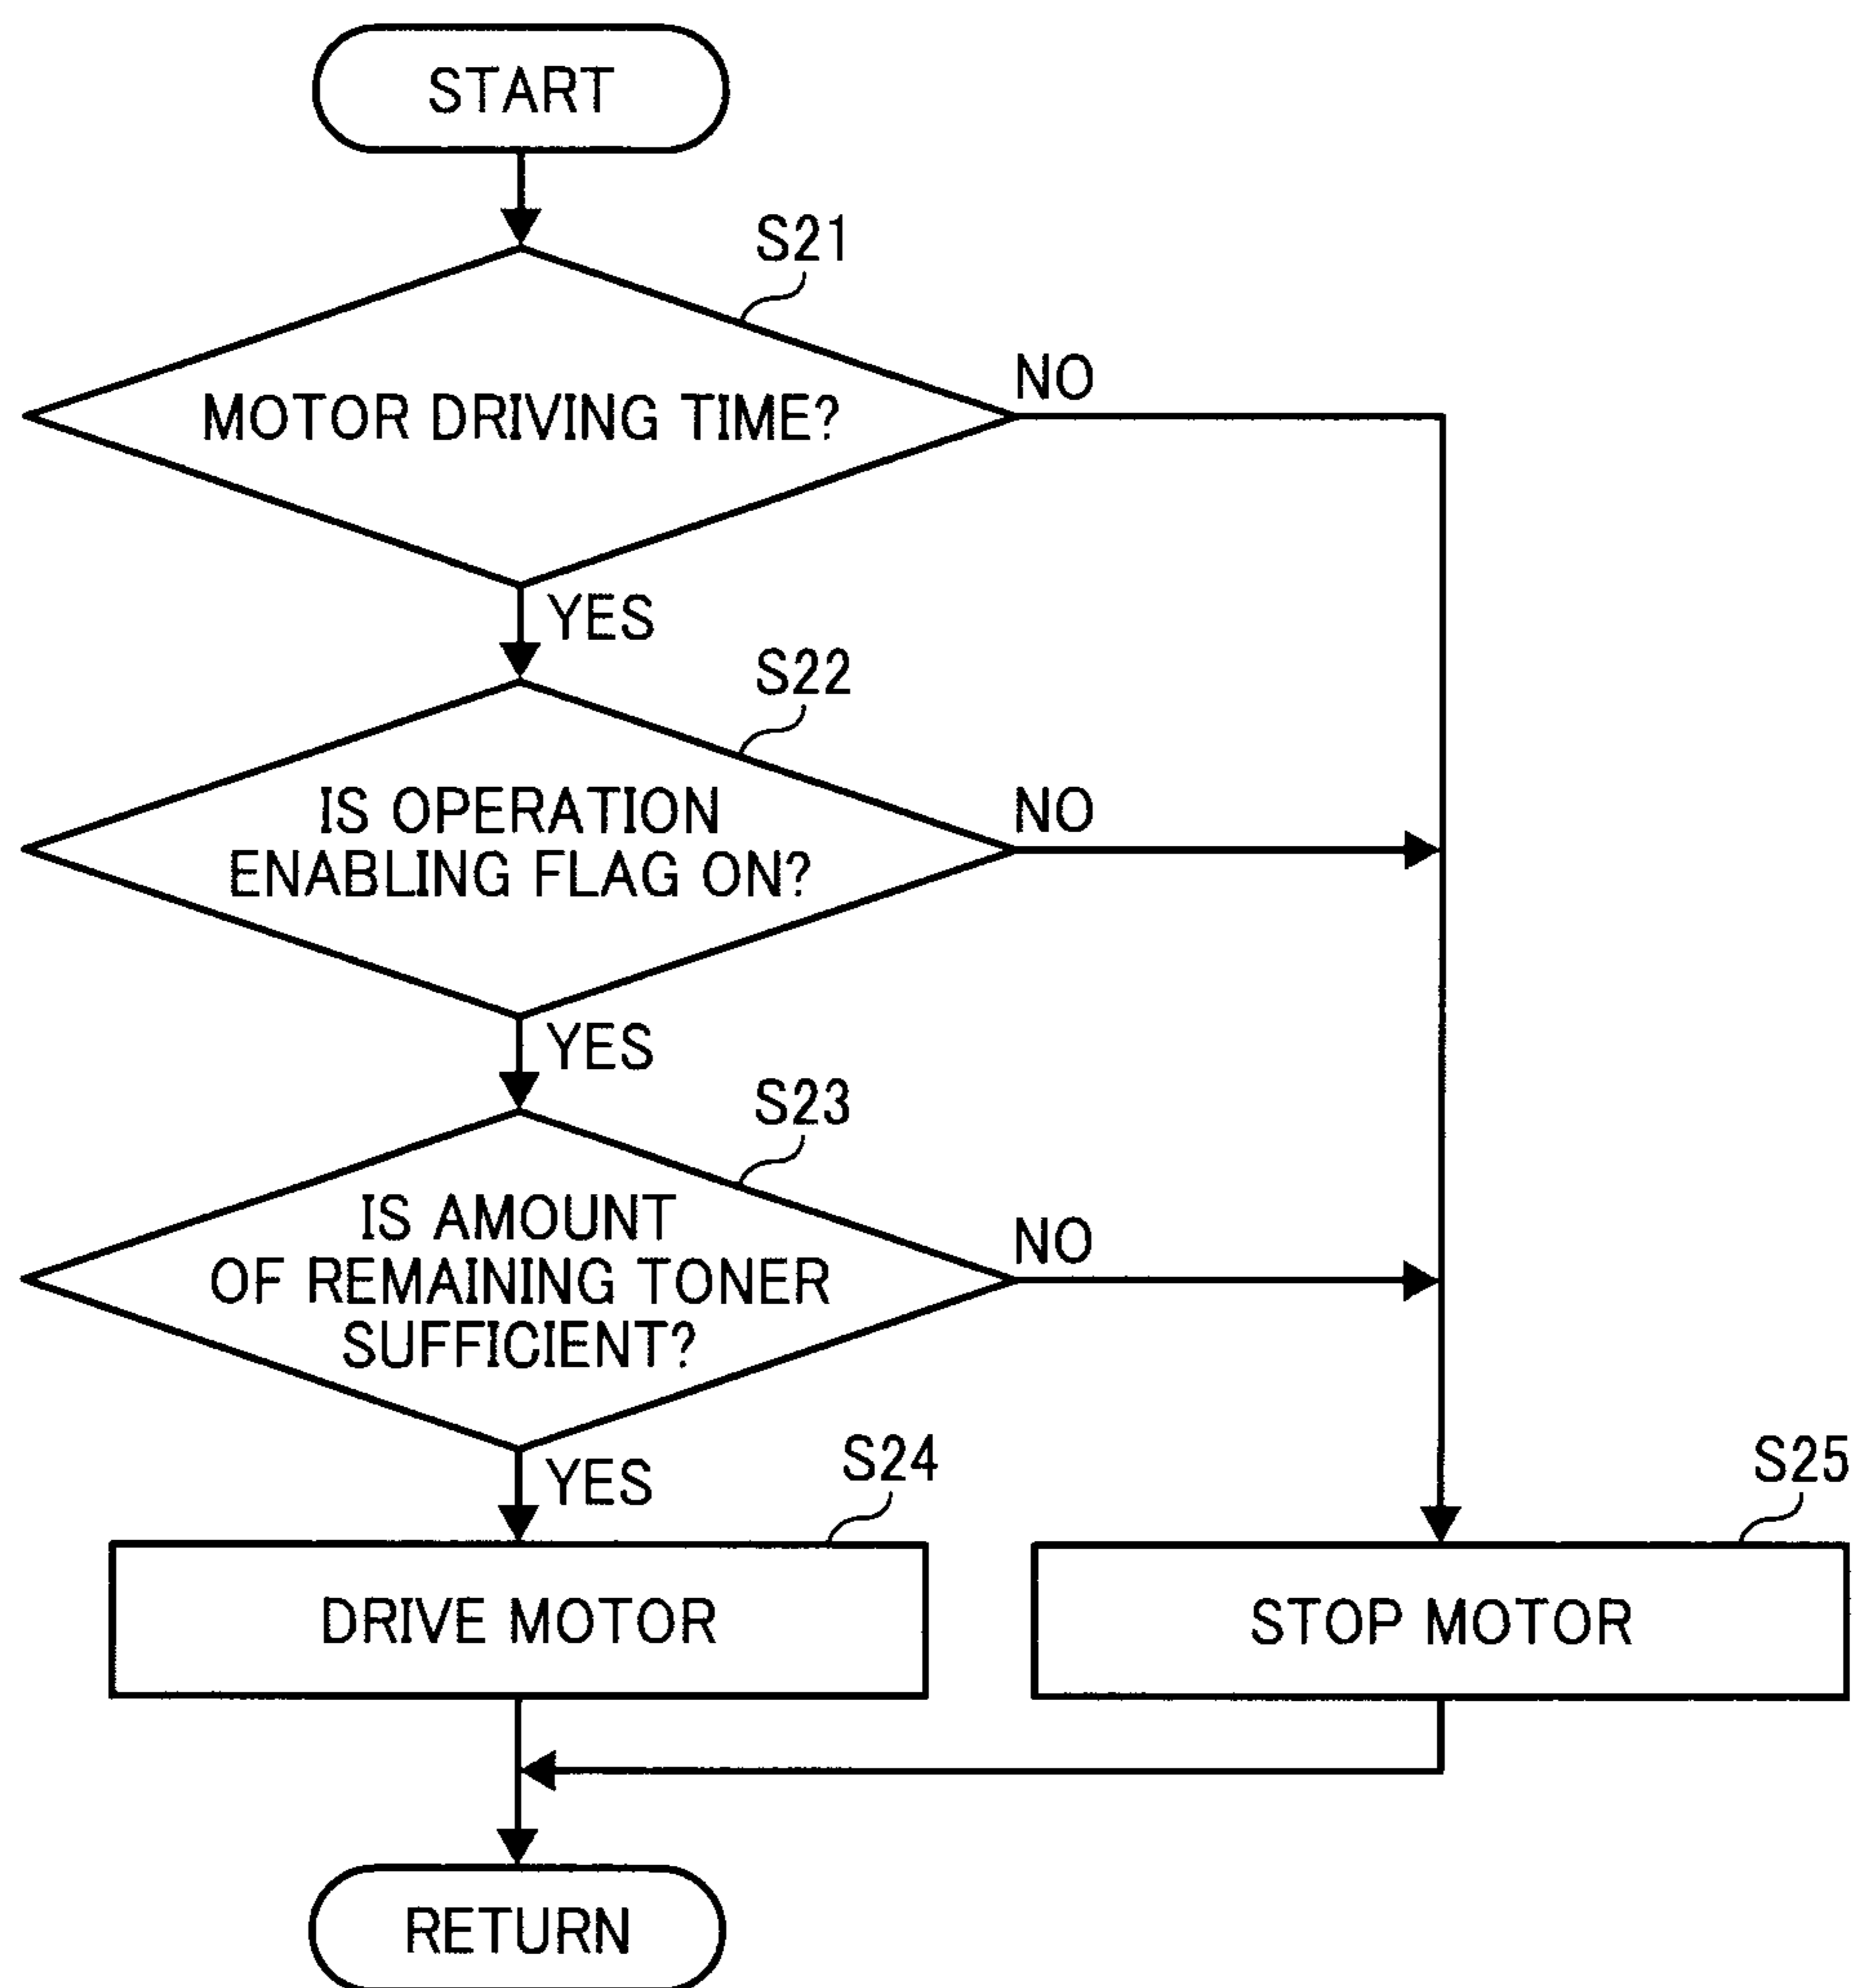 START
S21
MOTOR DRIVING TIME?
NO
YES
S22
IS OPERATION
ENABLING FLAG ON?
NO
YES
S23
IS AMOUNT
OF REMAINING TONER
SUFFICIENT?
NO
YES
S24
DRIVE MOTOR
S25
STOP MOTOR
RETURN